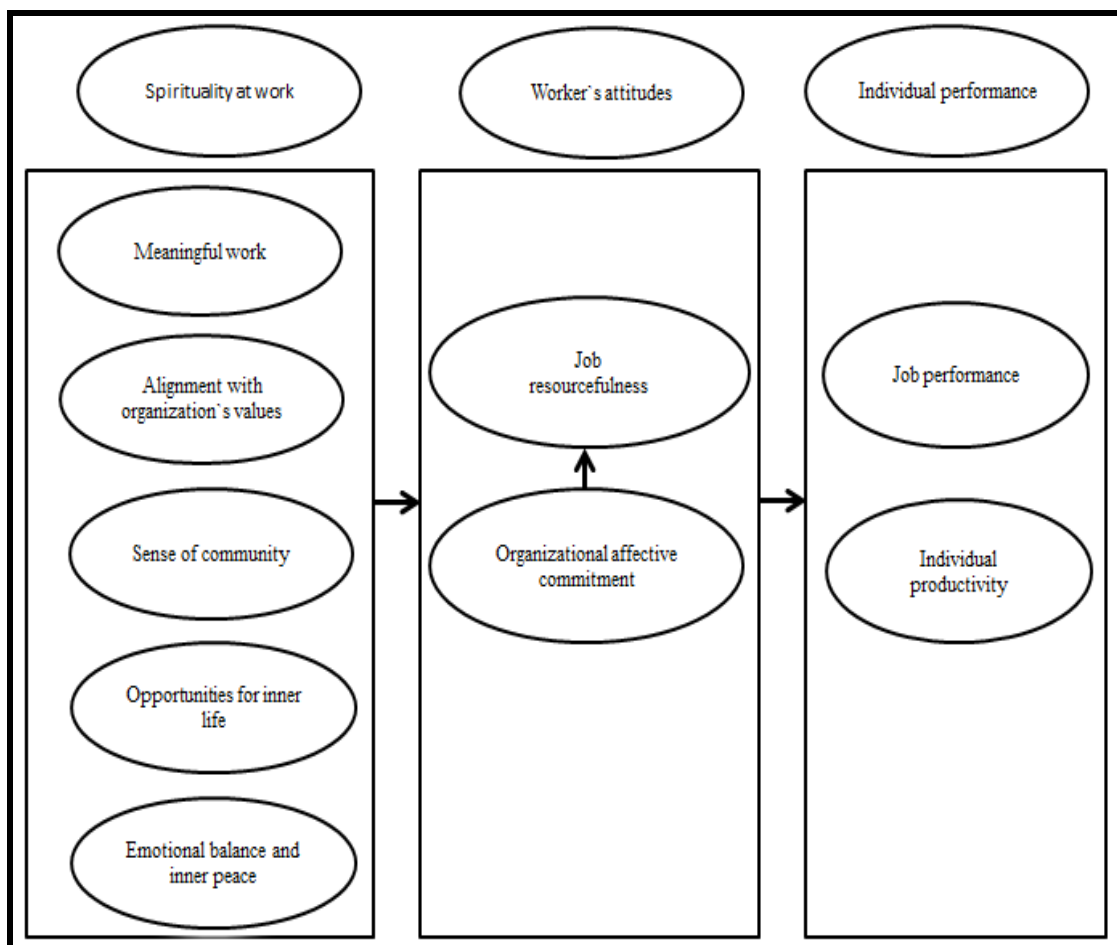 Spirituality at work
Worker`s attitudes
Individual performance
Meaningful work
Alignment with
organization`s values
Sense of community
Opportunities for inner
life
Emotional balance and
inner peace
Job
resourcefulness
Organizational affective
commitment
Job performance
Individual
productivity